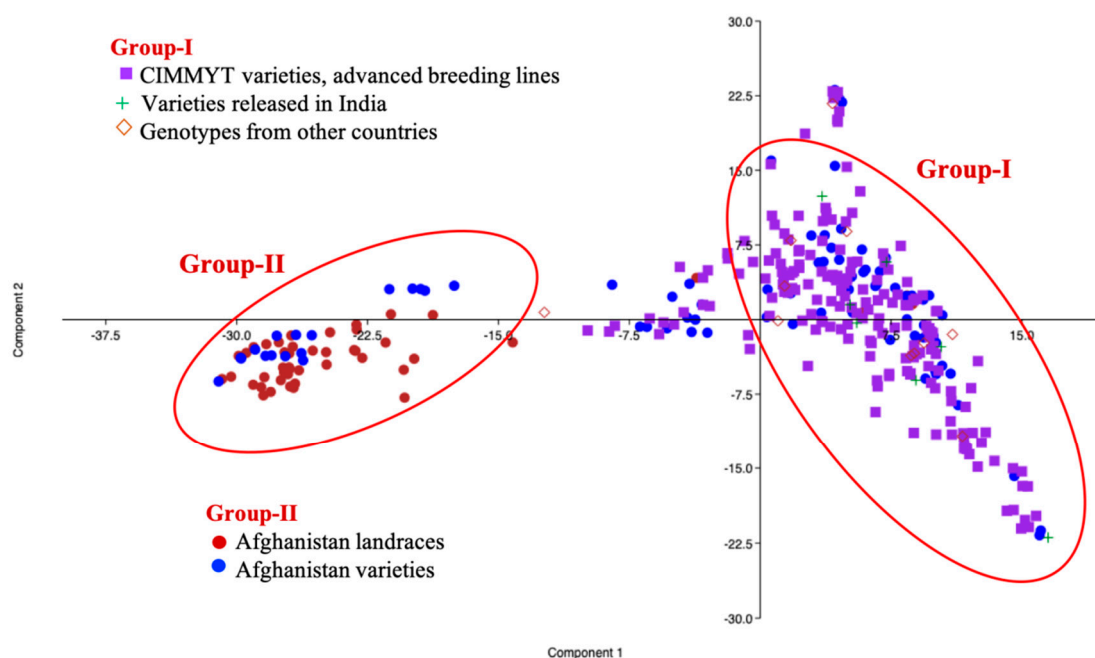 Group-I
CIMMYT varieties, advanced breeding lines
Varieties released in India
Genotypes from other countries
30.0
22.5
15.0
7.5
-7.5
-15.0
-22.5
-30.0
Group-I
Group-II
-37.5 -30.0 -22.5 -15.0 -7.5 7.5 15.0
Component 2
Group-II
Afghanistan landraces
Afghanistan varieties
Component 1